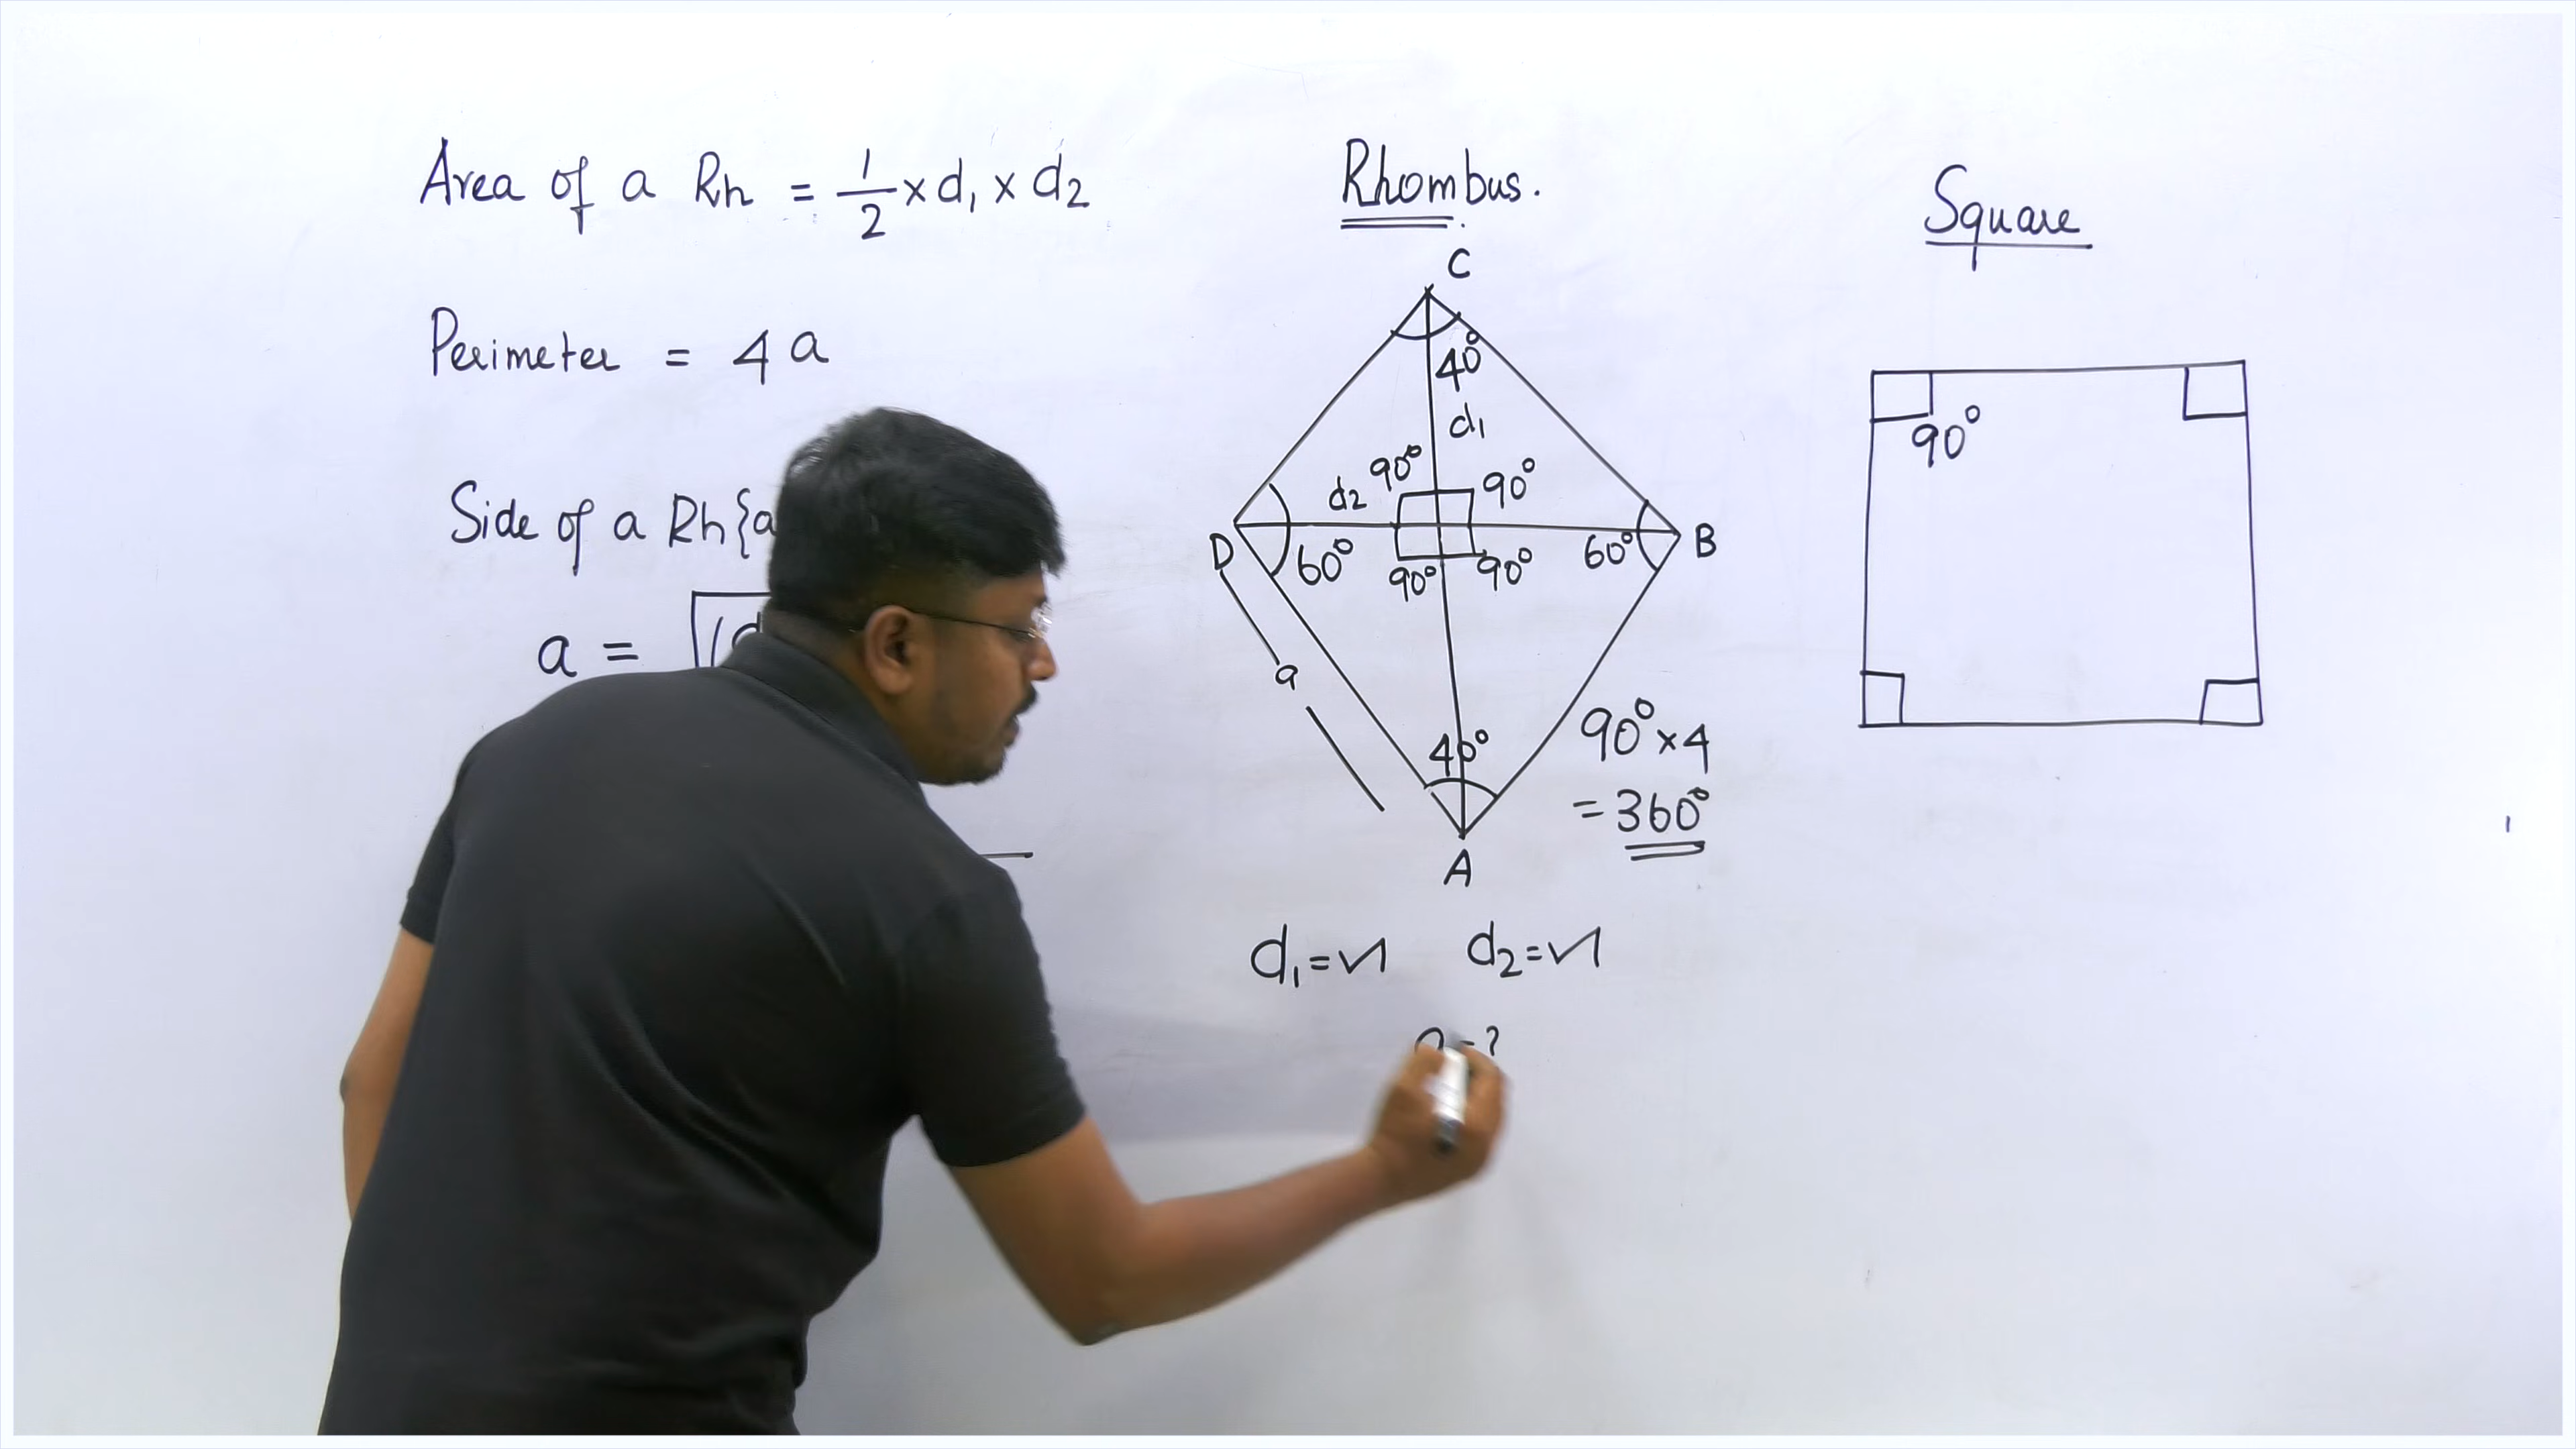 Area of a Rh = 1/2 × d1 × d2
Perimeter = 4a
Side of a Rh {a
a =
Rhombus.
C
40°
d1
90°
90°
d2
D
60°
90°
90°
60°
B
a
40°
A
90° × 4
= 360°
d1 =
d2 =
a = ?
Square
90°